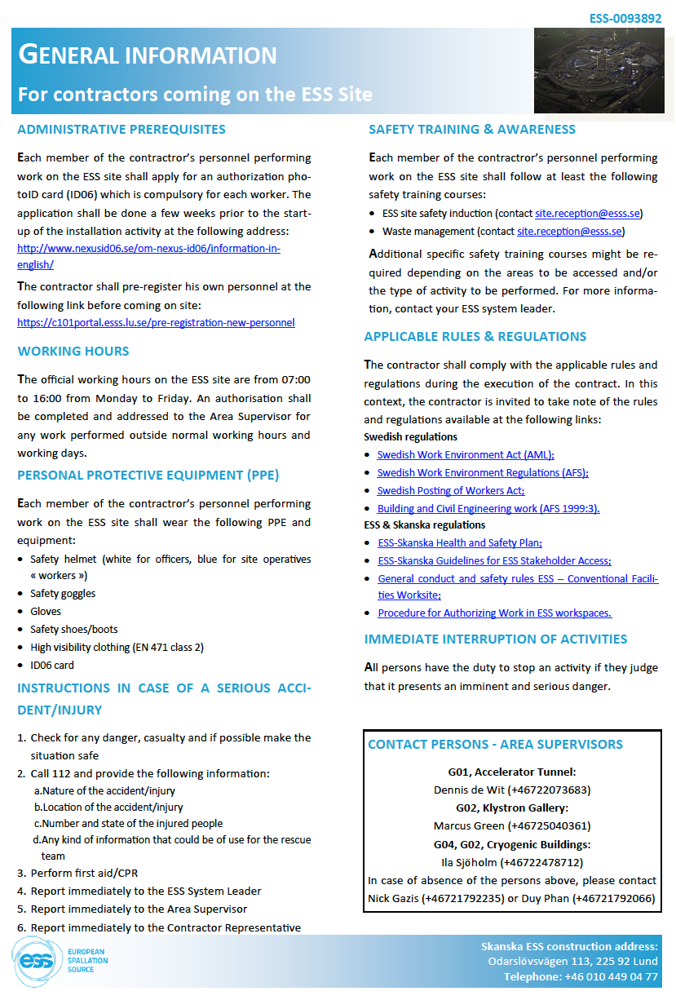 ESS-0093892
GENERAL INFORMATION
For contractors coming on the ESS Site
ADMINISTRATIVE PREREQUISITES
Each member of the contractror's personnel performing
work on the ESS site shall apply for an authorization pho-
toID card (ID06) which is compulsory for each worker. The
application shall be done a few weeks prior to the start-
up of the installation activity at the following address:
http://www.nexusid06.se/om-nexus-id06/information-in-
english/
The contractor shall pre-register his own personnel at the
following link before coming on site:
https://c101portal.esss.lu.se/pre-registration-new-personnel
WORKING HOURS
The official working hours on the ESS site are from 07:00
to 16:00 from Monday to Friday. An authorisation shall
be completed and addressed to the Area Supervisor for
any work performed outside normal working hours and
working days.
PERSONAL PROTECTIVE EQUIPMENT (PPE)
Each member of the contractror's personnel performing
work on the ESS site shall wear the following PPE and
equipment:
• Safety helmet (white for officers, blue for site operatives
« workers »)
• Safety goggles
• Gloves
• Safety shoes/boots
• High visibility clothing (EN 471 class 2)
• ID06 card
INSTRUCTIONS IN CASE OF A SERIOUS ACCI-
DENT/INJURY
1. Check for any danger, casualty and if possible make the
situation safe
2. Call 112 and provide the following information:
a.Nature of the accident/injury
b.Location of the accident/injury
c.Number and state of the injured people
d.Any kind of information that could be of use for the rescue
team
3. Perform first aid/CPR
4. Report immediately to the ESS System Leader
5. Report immediately to the Area Supervisor
6. Report immediately to the Contractor Representative
SAFETY TRAINING & AWARENESS
Each member of the contractror's personnel performing
work on the ESS site shall follow at least the following
safety training courses:
• ESS site safety induction (contact site.reception@esss.se)
• Waste management (contact site.reception@esss.se)
Additional specific safety training courses might be re-
quired depending on the areas to be accessed and/or
the type of activity to be performed. For more informa-
tion, contact your ESS system leader.
APPLICABLE RULES & REGULATIONS
The contractor shall comply with the applicable rules and
regulations during the execution of the contract. In this
context, the contractor is invited to take note of the rules
and regulations available at the following links:
Swedish regulations
• Swedish Work Environment Act (AML);
• Swedish Work Environment Regulations (AFS);
• Swedish Posting of Workers Act;
• Building and Civil Engineering work (AFS 1999:3).
ESS & Skanska regulations
• ESS-Skanska Health and Safety Plan;
• ESS-Skanska Guidelines for ESS Stakeholder Access;
• General conduct and safety rules ESS – Conventional Facili-
ties Worksite;
• Procedure for Authorizing Work in ESS workspaces.
IMMEDIATE INTERRUPTION OF ACTIVITIES
All persons have the duty to stop an activity if they judge
that it presents an imminent and serious danger.
CONTACT PERSONS - AREA SUPERVISORS
G01, Accelerator Tunnel:
Dennis de Wit (+46722073683)
G02, Klystron Gallery:
Marcus Green (+46725040361)
G04, G02, Cryogenic Buildings:
Ila Sjöholm (+46722478712)
In case of absence of the persons above, please contact
Nick Gazis (+46721792235) or Duy Phan (+46721792066)
ess
EUROPEAN
SPALLATION
SOURCE
Skanska ESS construction address:
Odarslövsvägen 113, 225 92 Lund
Telephone: +46 010 449 04 77